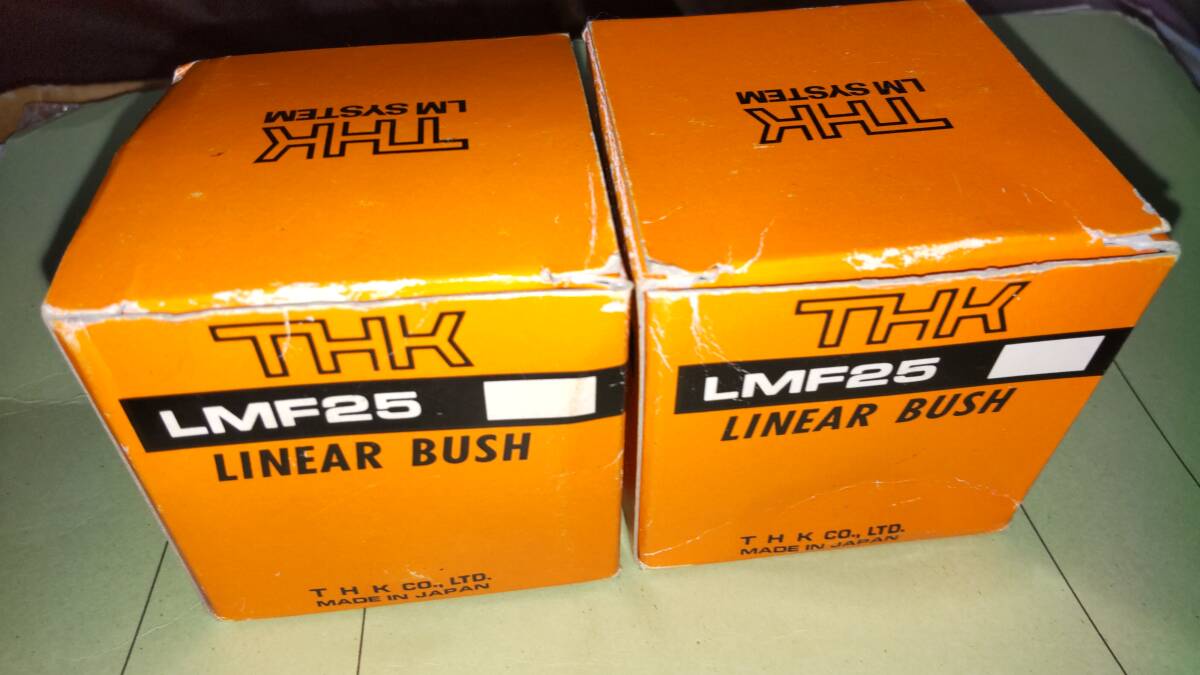 THK
LM SYSTEM
THK
LMF25
LINEAR BUSH
T H K CO., LTD.
MADE IN JAPAN
THK
LM SYSTEM
THK
LMF25
LINEAR BUSH
T H K CO., LTD.
MADE IN JAPAN